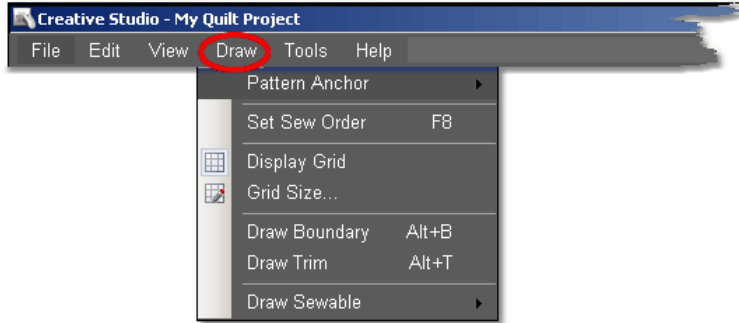 Creative Studio - My Quilt Project
File Edit View Draw Tools Help
Pattern Anchor
Set Sew Order F8
Display Grid
Grid Size...
Draw Boundary Alt+B
Draw Trim Alt+T
Draw Sewable